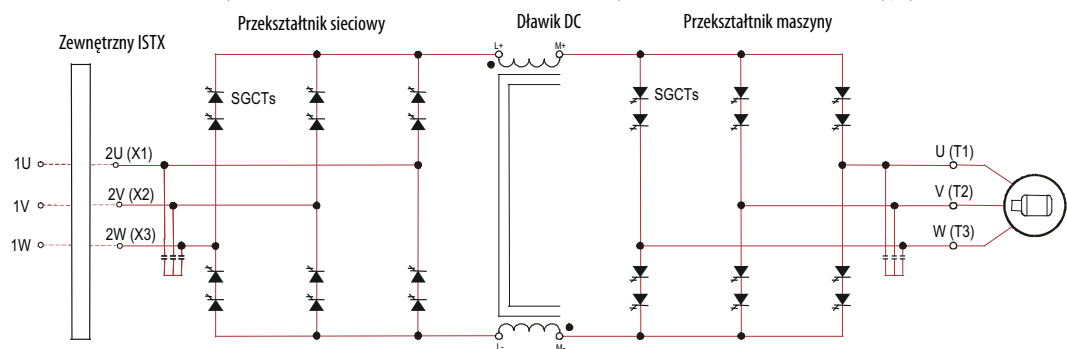 Przekształtnik sieciowy
Dławik DC
Przekształtnik maszyny
Zewnętrzny ISTX
L+
M+
SGCTs
SGCTs
1U
2U (X1)
U (T1)
1V
2V (X2)
V (T2)
1W
2W (X3)
W (T3)
L-
M-